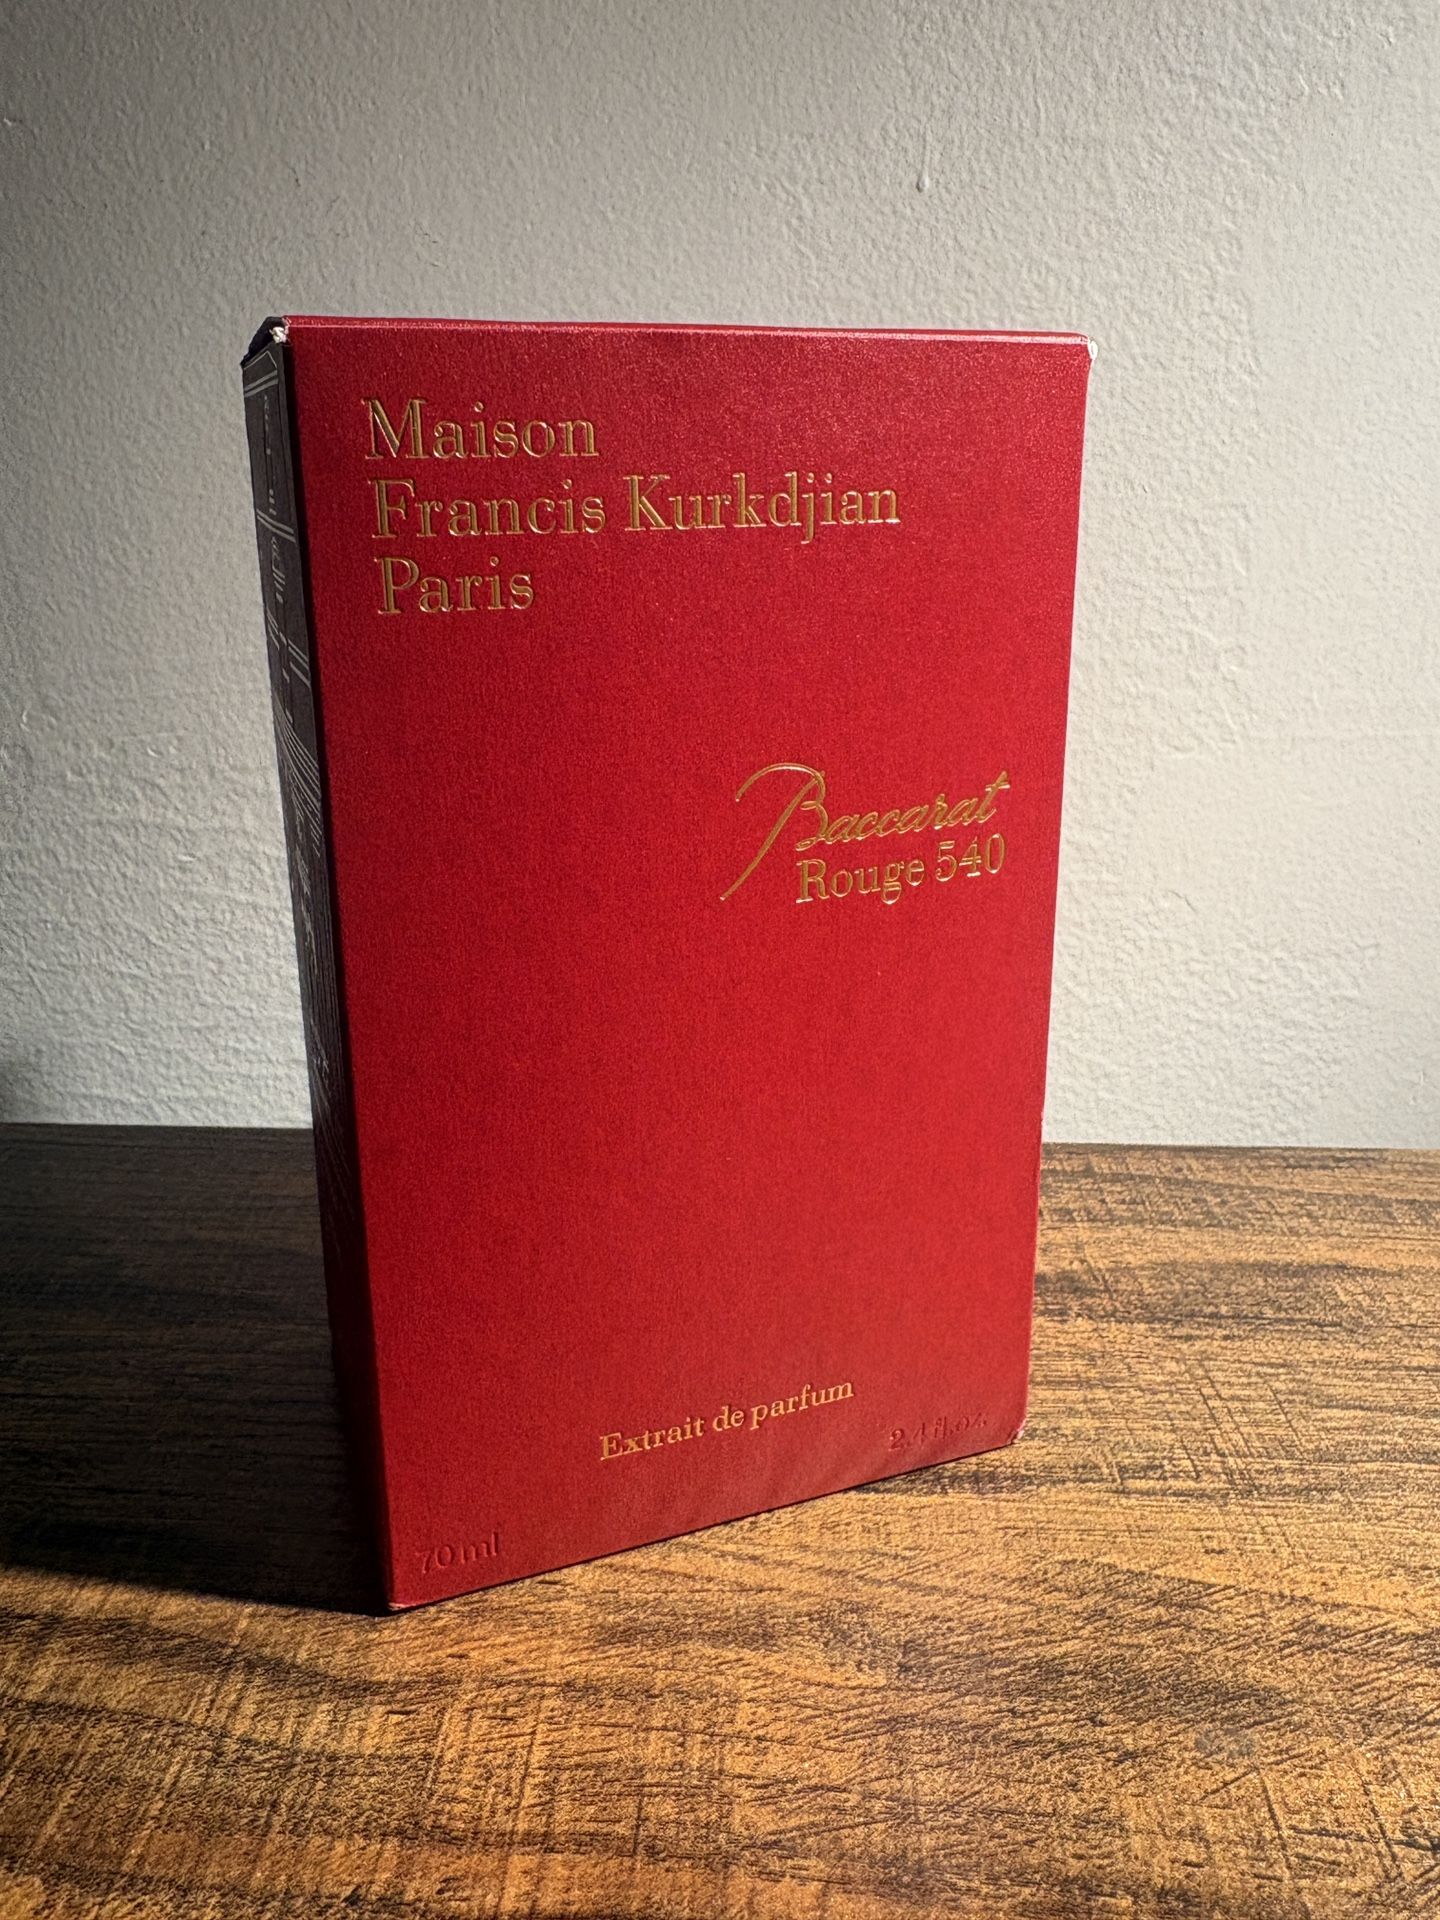 Maison
Francis Kurkdjian
Paris
Baccarat
Rouge 540
Extrait de parfum
70 ml
2.4 fl.oz.